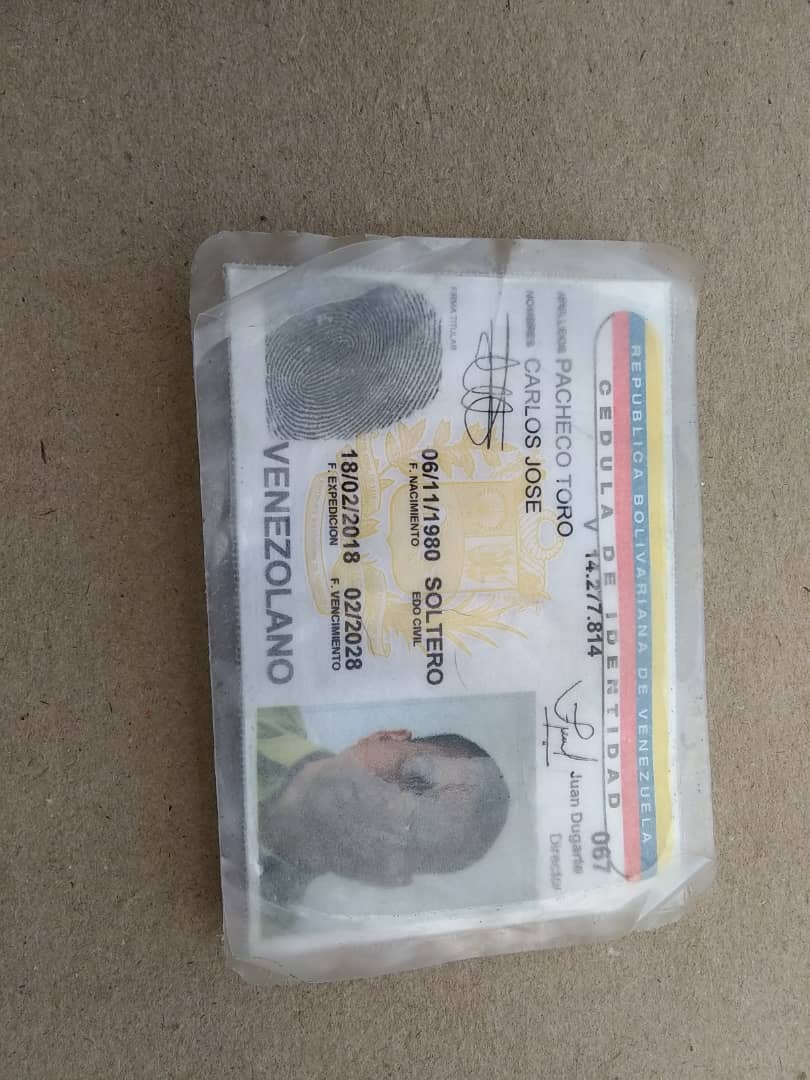 REPUBLICA BOLIVARIANA DE VENEZUELA
CEDULA DE IDENTIDAD
V 14.277.814
067
Juan Dugarte
Director
APELLIDOS PACHECO TORO
NOMBRES CARLOS JOSE
FIRMA TITULAR
06/11/1980 SOLTERO
F. NACIMIENTO EDO CIVIL
18/02/2018 02/2028
F. EXPEDICION F. VENCIMIENTO
VENEZOLANO